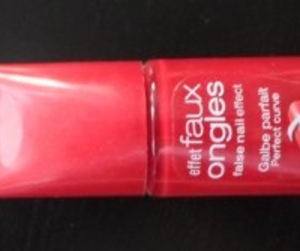 effet faux
ongles
false nail effect
Galbe parfait
Perfect curve